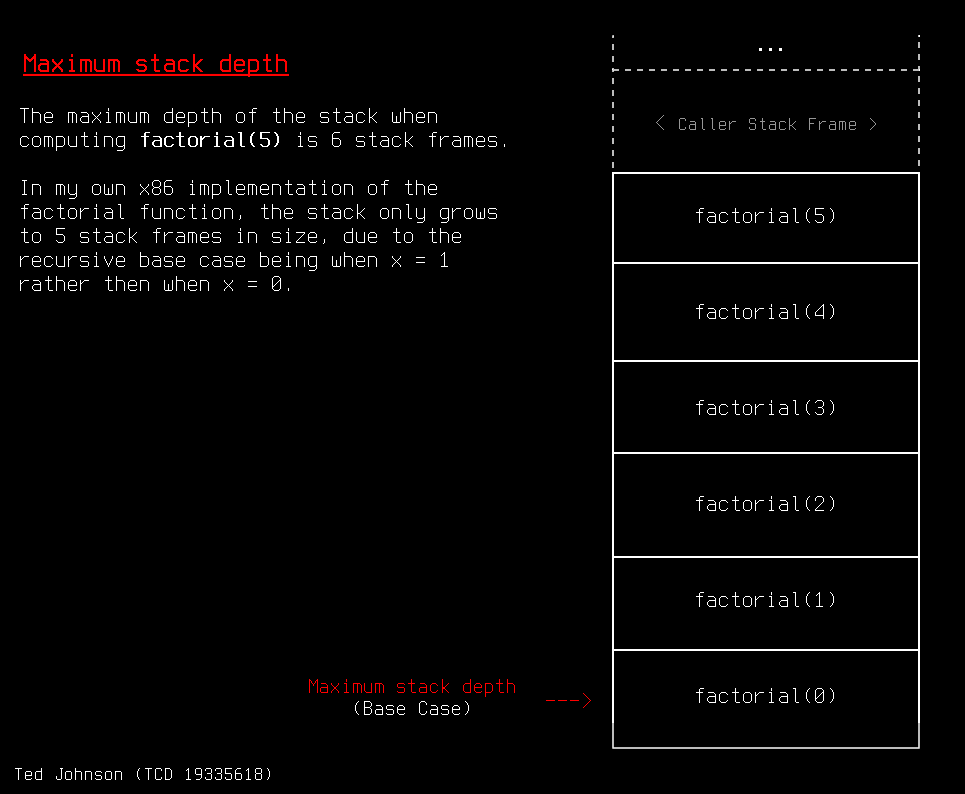 Maximum stack depth
The maximum depth of the stack when
computing factorial(5) is 6 stack frames.
In my own x86 implementation of the
factorial function, the stack only grows
to 5 stack frames in size, due to the
recursive base case being when x = 1
rather then when x = 0.
...
< Caller Stack Frame >
factorial(5)
factorial(4)
factorial(3)
factorial(2)
factorial(1)
factorial(0)
Maximum stack depth
(Base Case)
--->
Ted Johnson (TCD 19335618)